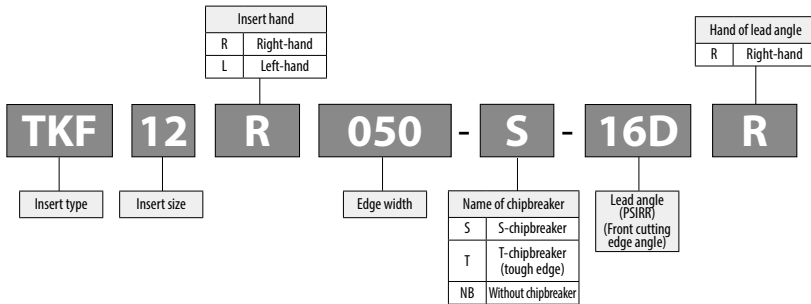 Insert hand
R Right-hand
L Left-hand
Hand of lead angle
R Right-hand
TKF 12 R 050 - S - 16D R
Insert type
Insert size
Edge width
Name of chipbreaker
S S-chipbreaker
T T-chipbreaker
(tough edge)
NB Without chipbreaker
Lead angle
(PSIRR)
(Front cutting
edge angle)